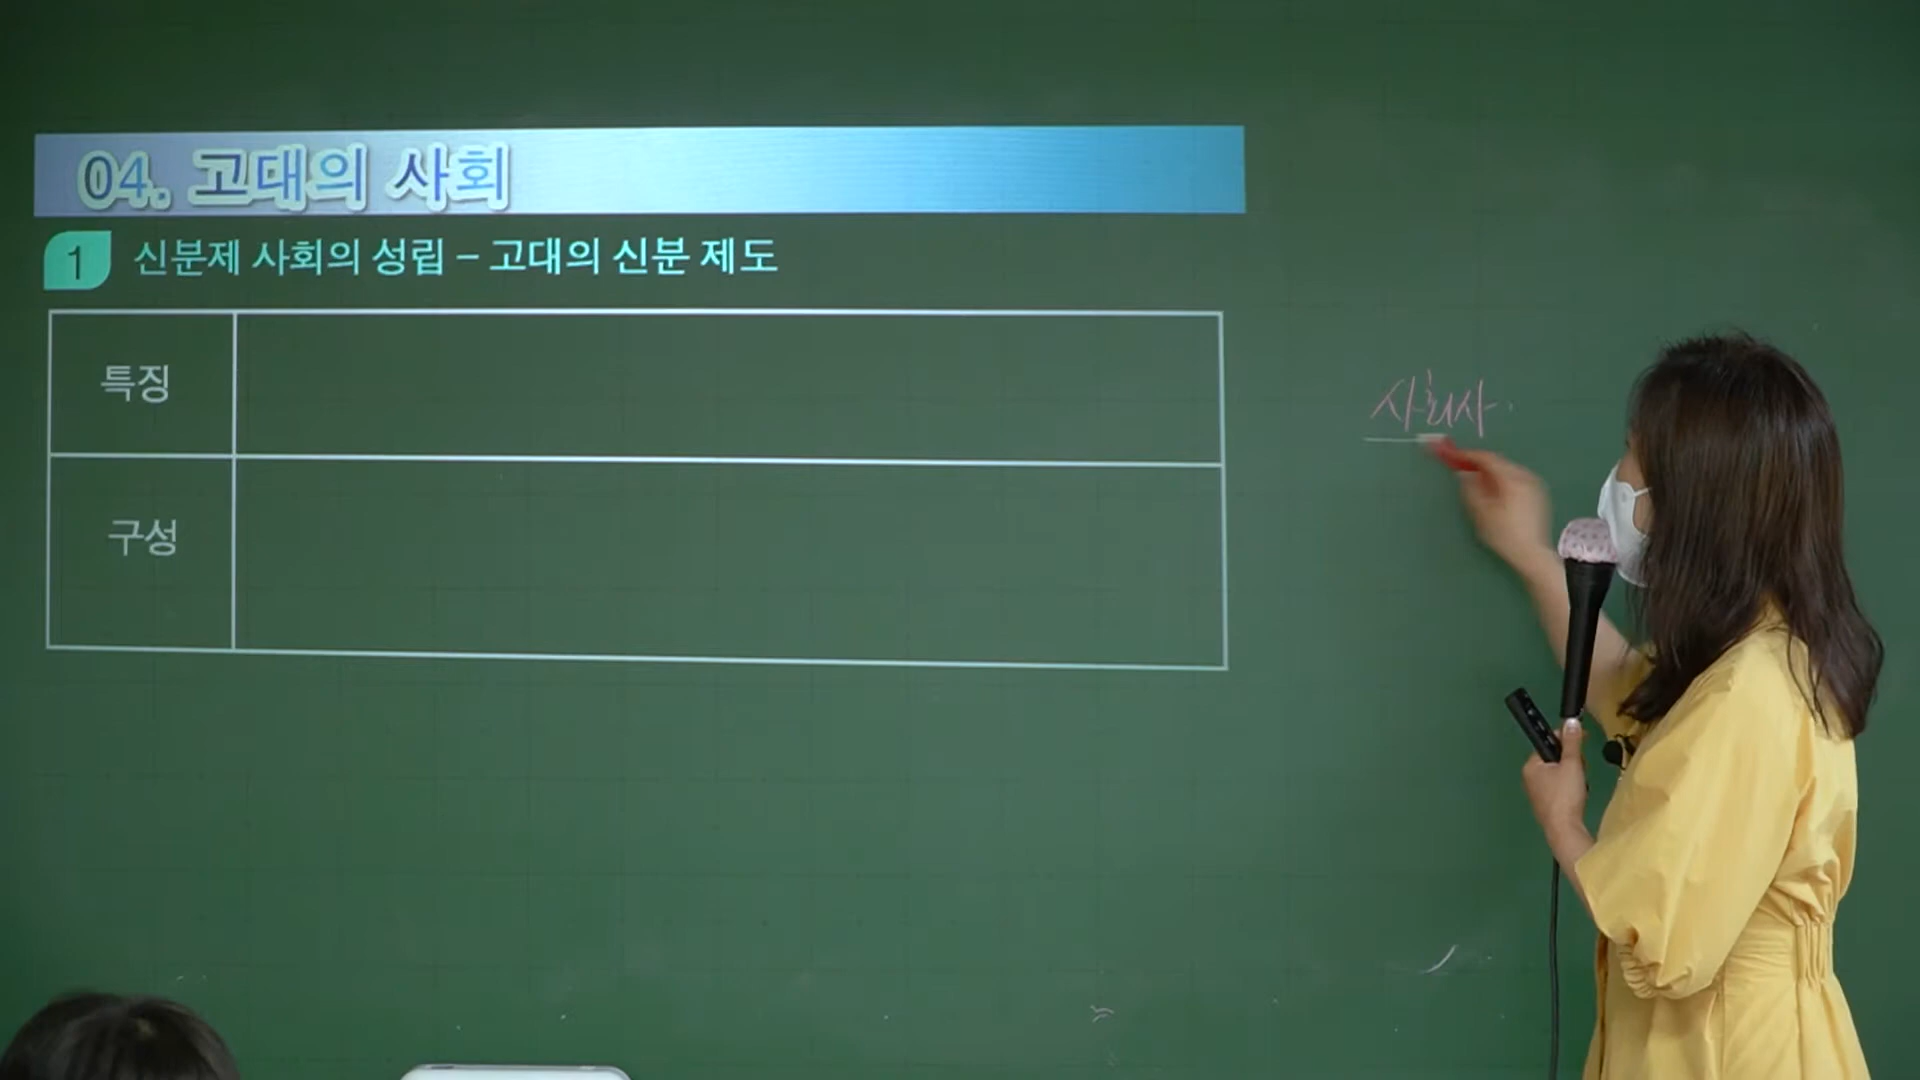 04. 고대의 사회
1 신분제 사회의 성립 – 고대의 신분 제도
특징
구성
사회사